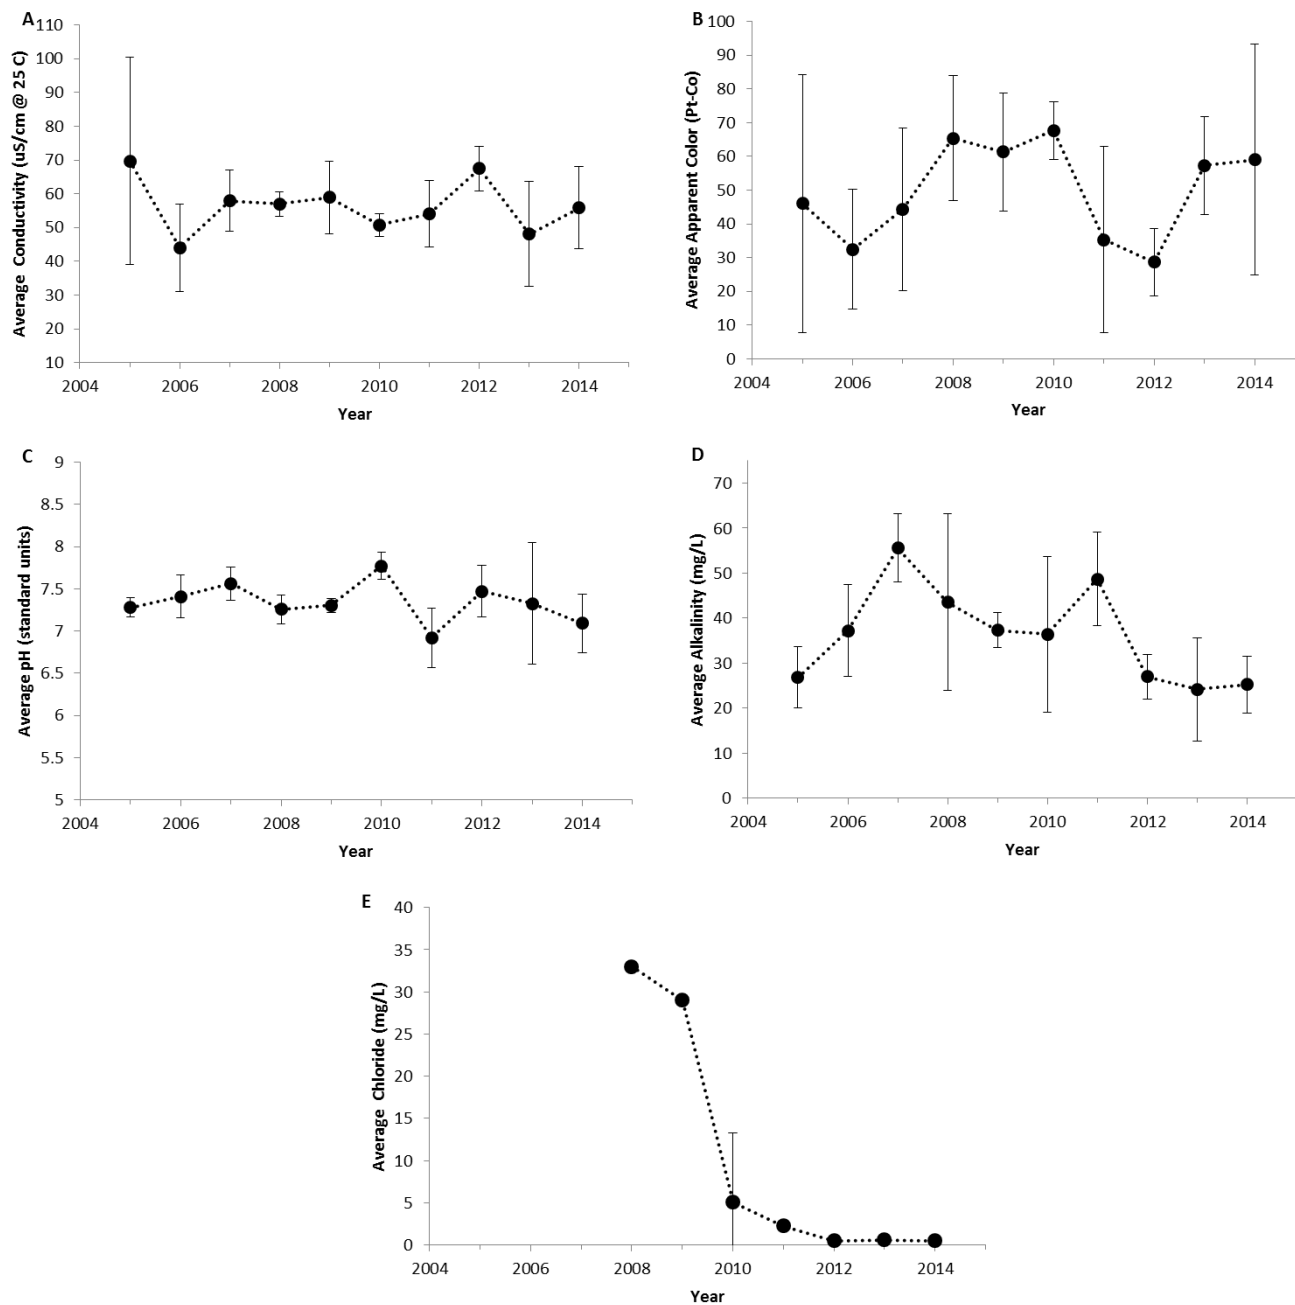 A
110
100
90
80
70
60
50
40
30
20
10
Average Conductivity (uS/cm @ 25 C)
2004 2006 2008 2010 2012 2014
Year
B
100
90
80
70
60
50
40
30
20
10
0
Average Apparent Color (Pt-Co)
2004 2006 2008 2010 2012 2014
Year
C
9
8.5
8
7.5
7
6.5
6
5.5
5
Average pH (standard units)
2004 2006 2008 2010 2012 2014
Year
D
70
60
50
40
30
20
10
0
Average Alkalinity (mg/L)
2004 2006 2008 2010 2012 2014
Year
E
40
35
30
25
20
15
10
5
0
Average Chloride (mg/L)
2004 2006 2008 2010 2012 2014
Year